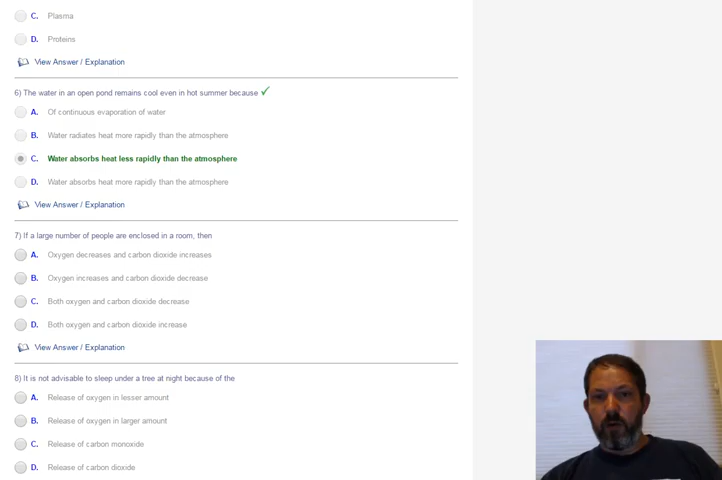 C. Plasma
D. Proteins
View Answer / Explanation
6) The water in an open pond remains cool even in hot summer because
A. Of continuous evaporation of water
B. Water radiates heat more rapidly than the atmosphere
C. Water absorbs heat less rapidly than the atmosphere
D. Water absorbs heat more rapidly than the atmosphere
View Answer / Explanation
7) If a large number of people are enclosed in a room, then
A. Oxygen decreases and carbon dioxide increases
B. Oxygen increases and carbon dioxide decrease
C. Both oxygen and carbon dioxide decrease
D. Both oxygen and carbon dioxide increase
View Answer / Explanation
8) It is not advisable to sleep under a tree at night because of the
A. Release of oxygen in lesser amount
B. Release of oxygen in larger amount
C. Release of carbon monoxide
D. Release of carbon dioxide